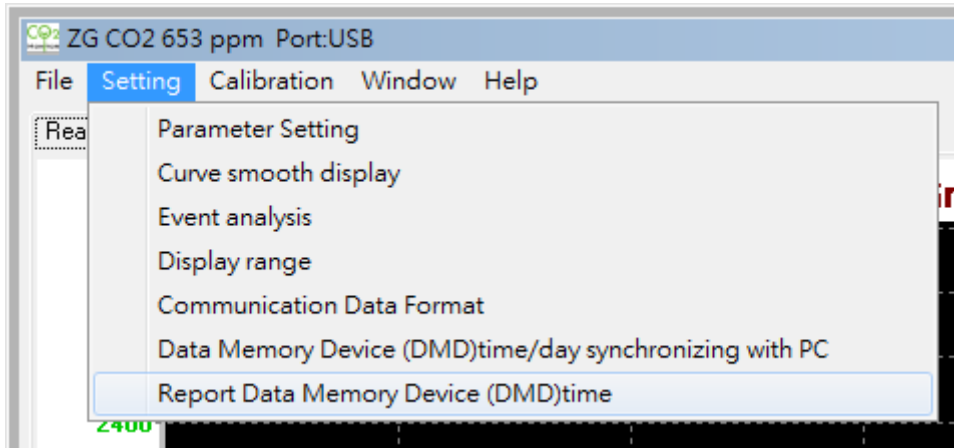 CO2 ZG CO2 653 ppm Port:USB
File Setting Calibration Window Help
Rea
Parameter Setting
Curve smooth display
Event analysis
Display range
Communication Data Format
Data Memory Device (DMD)time/day synchronizing with PC
Report Data Memory Device (DMD)time
2400